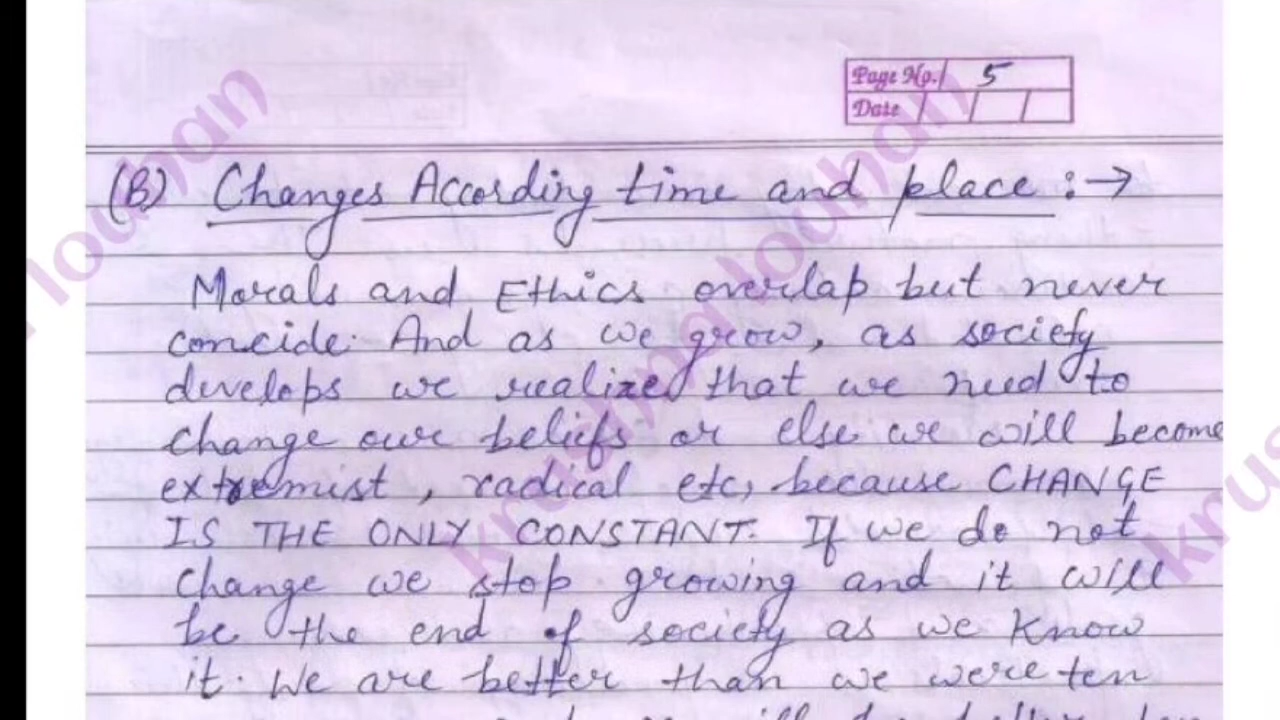 Page No. 5
Date
(B) Changes According time and place :→
Morals and Ethics overlap but never
concide. And as we grow, as society
develops we realize that we need to
change our beliefs or else we will become
extremist, radical etc, because CHANGE
IS THE ONLY CONSTANT. If we do not
change we stop growing and it will
be the end of society as we know
it. We are better than we were ten
krushna louhan